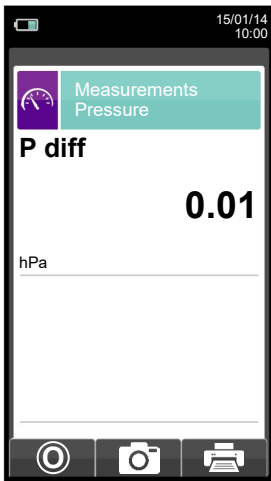 15/01/14
10:00
Measurements
Pressure
P diff
0.01
hPa
O